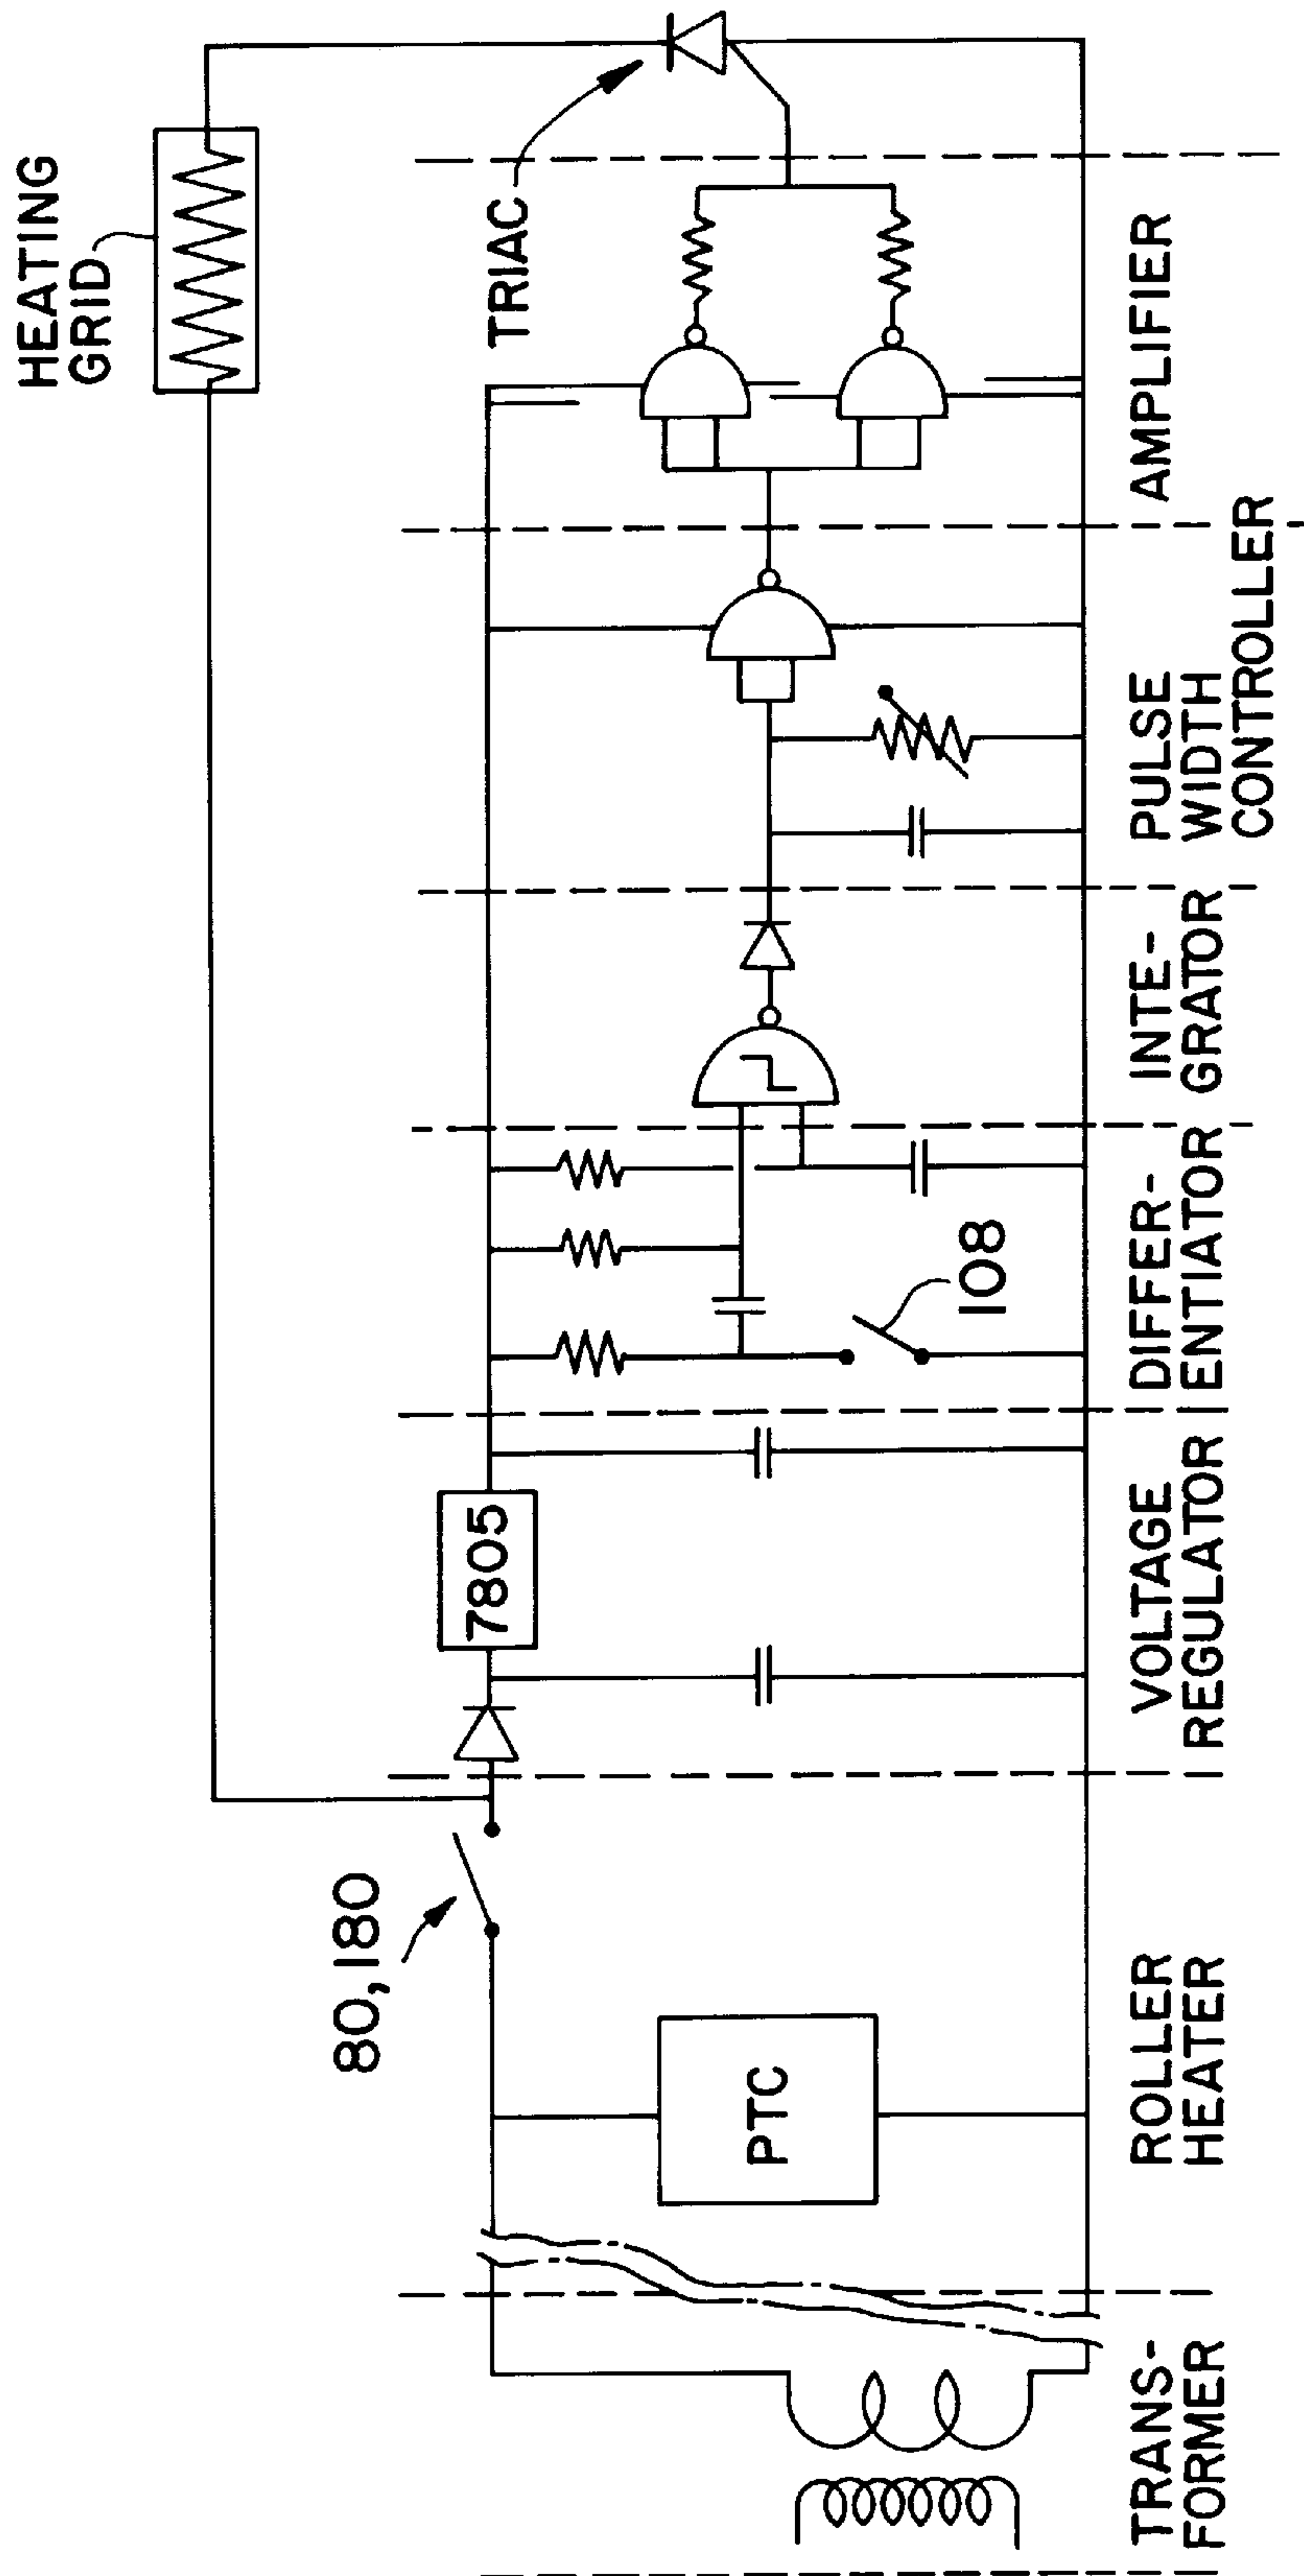 HEATING
GRID
TRIAC
80, 180
7805
PTC
108
TRANS-
FORMER
ROLLER
HEATER
VOLTAGE
REGULATOR
DIFFER-
ENTIATOR
INTE-
GRATOR
PULSE
WIDTH
CONTROLLER
AMPLIFIER